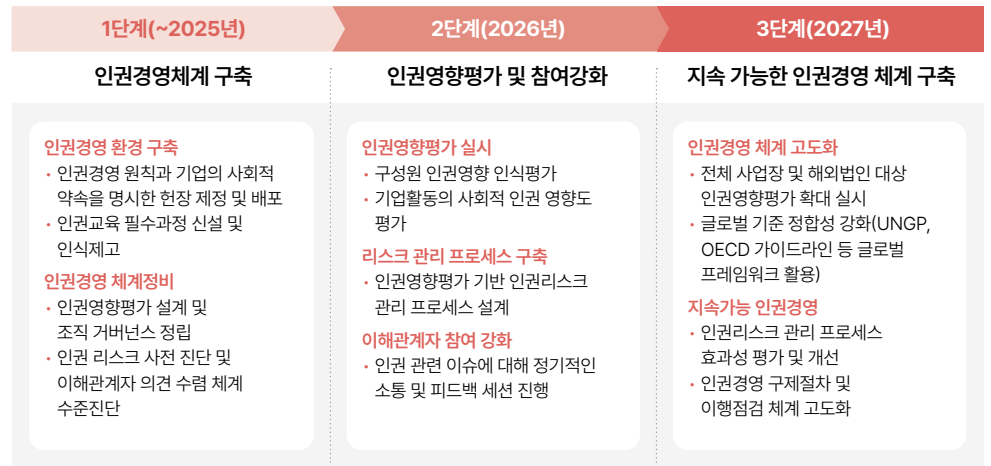 1단계(~2025년)
인권경영체계 구축
인권경영 환경 구축
· 인권경영 원칙과 기업의 사회적
약속을 명시한 헌장 제정 및 배포
· 인권교육 필수과정 신설 및
인식제고
인권경영 체계정비
· 인권영향평가 설계 및
조직 거버넌스 정립
· 인권 리스크 사전 진단 및
이해관계자 의견 수렴 체계
수준진단
2단계(2026년)
인권영향평가 및 참여강화
인권영향평가 실시
· 구성원 인권영향 인식평가
· 기업활동의 사회적 인권 영향도
평가
리스크 관리 프로세스 구축
· 인권영향평가 기반 인권리스크
관리 프로세스 설계
이해관계자 참여 강화
· 인권 관련 이슈에 대해 정기적인
소통 및 피드백 세션 진행
3단계(2027년)
지속 가능한 인권경영 체계 구축
인권경영 체계 고도화
· 전체 사업장 및 해외법인 대상
인권영향평가 확대 실시
· 글로벌 기준 정합성 강화(UNGP,
OECD 가이드라인 등 글로벌
프레임워크 활용)
지속가능 인권경영
· 인권리스크 관리 프로세스
효과성 평가 및 개선
· 인권경영 구제절차 및
이행점검 체계 고도화